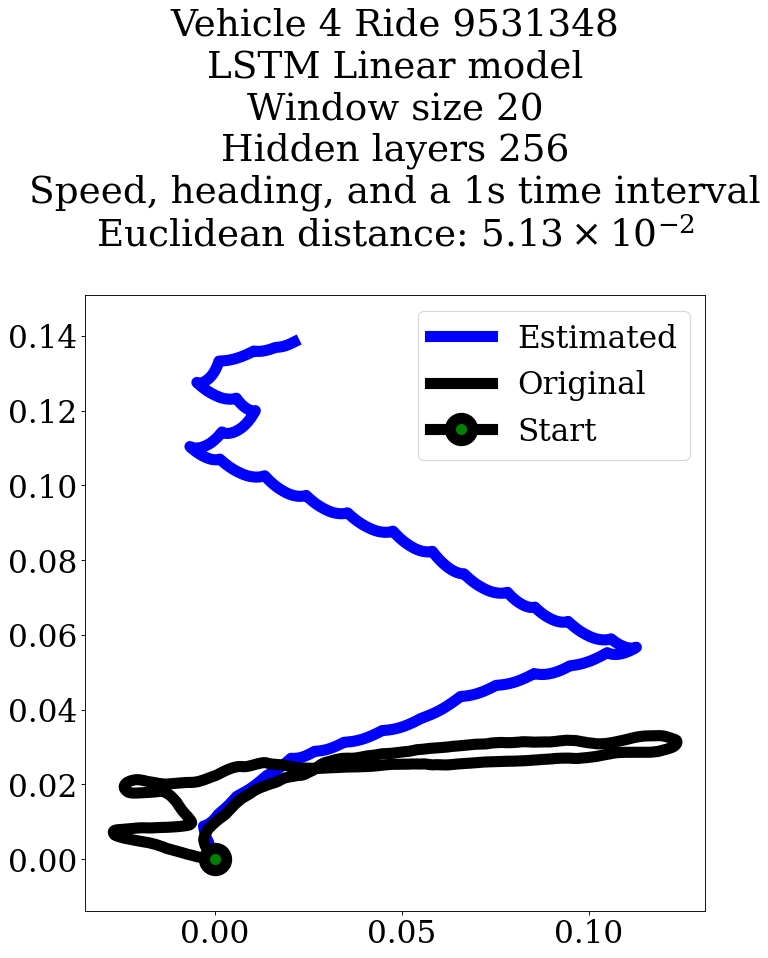 Vehicle 4 Ride 9531348
LSTM Linear model
Window size 20
Hidden layers 256
Speed, heading, and a 1s time interval
Euclidean distance: 5.13 × 10⁻²
Estimated
Original
Start
0.14
0.12
0.10
0.08
0.06
0.04
0.02
0.00
0.00 0.05 0.10